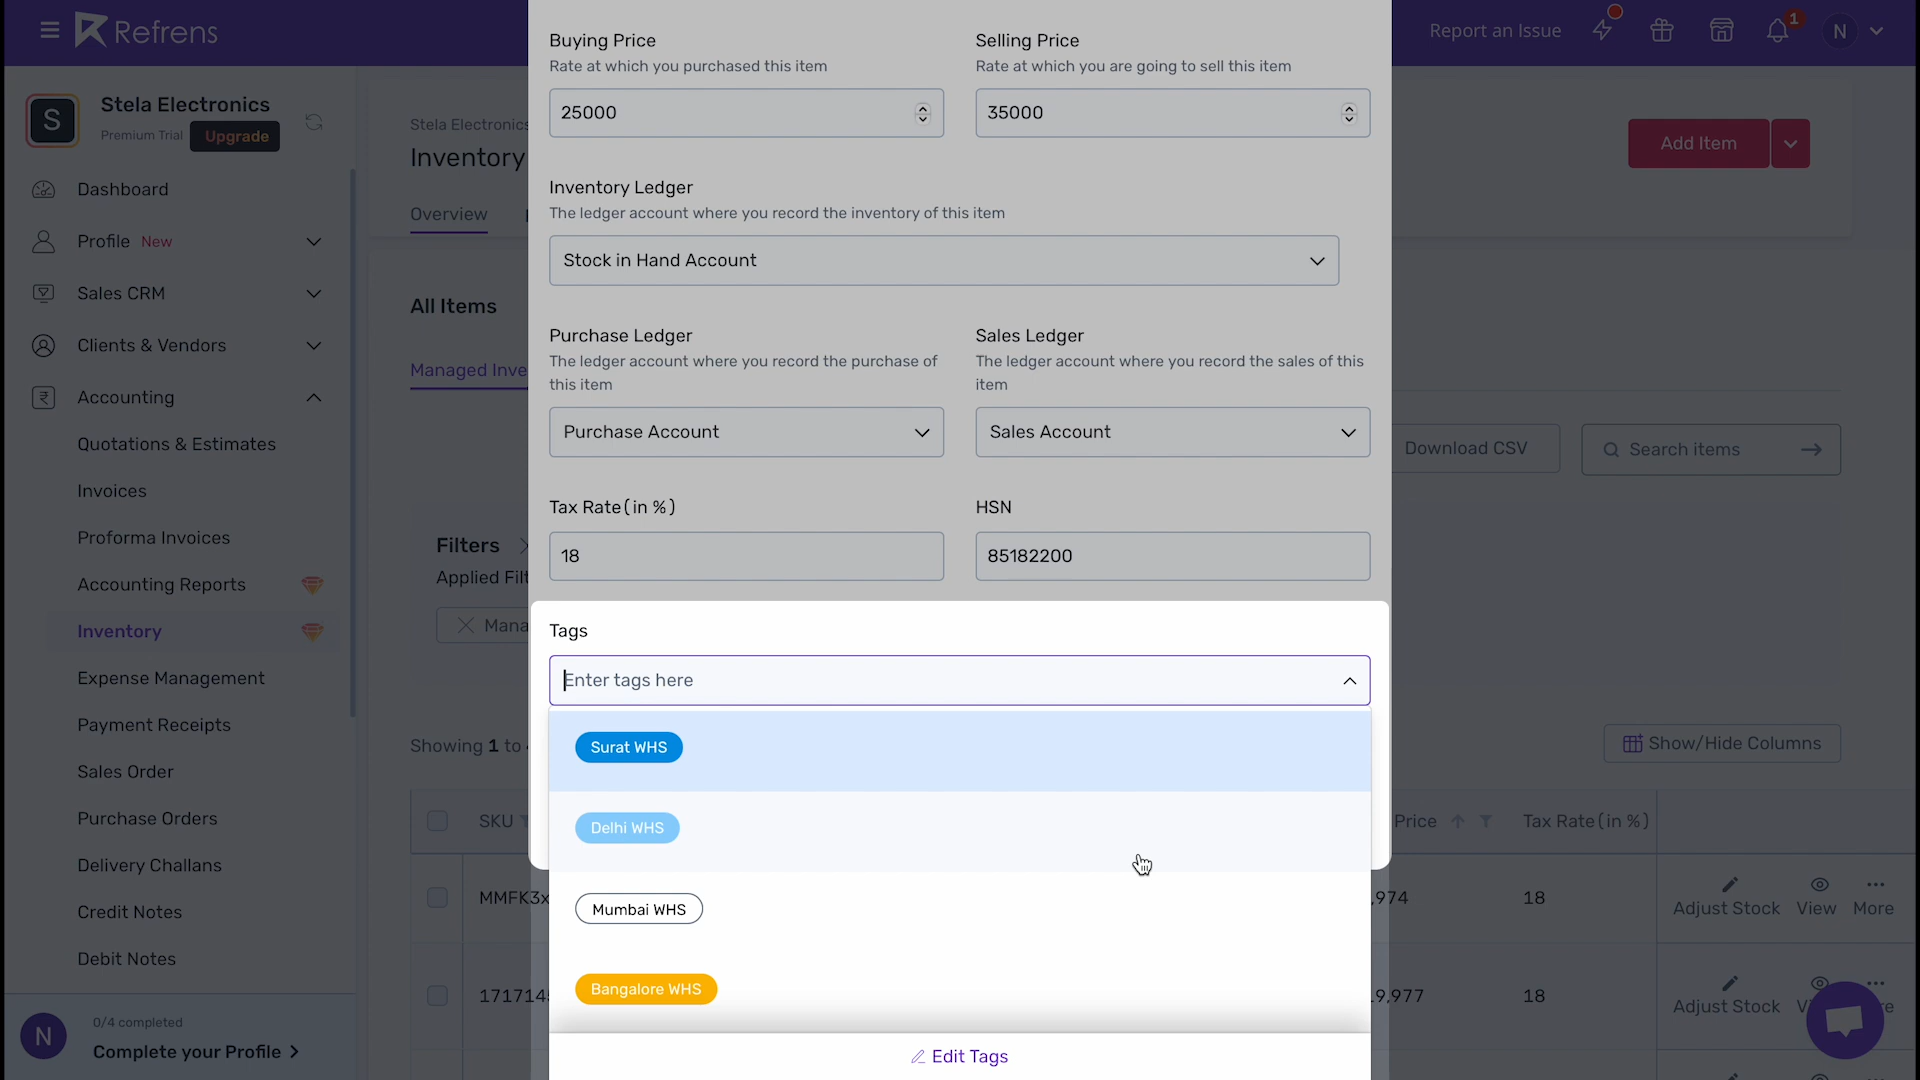 Refrens
Report an Issue
1
N
S
Stela Electronics
Premium Trial
Upgrade
Dashboard
Profile New
Sales CRM
Clients & Vendors
Accounting
Quotations & Estimates
Invoices
Proforma Invoices
Accounting Reports
Inventory
Expense Management
Payment Receipts
Sales Order
Purchase Orders
Delivery Challans
Credit Notes
Debit Notes
N
0/4 completed
Complete your Profile
Stela Electronics
Inventory
Overview
Add Item
All Items
Managed Inve
Download CSV
Search items
Filters
Applied Filt
Mana
Showing 1 to
Show/Hide Columns
SKU
Price
Tax Rate(in %)
MMFK3x
,974
18
Adjust Stock
View
More
171714
9,977
18
Adjust Stock
Buying Price
Rate at which you purchased this item
25000
Selling Price
Rate at which you are going to sell this item
35000
Inventory Ledger
The ledger account where you record the inventory of this item
Stock in Hand Account
Purchase Ledger
The ledger account where you record the purchase of
this item
Purchase Account
Sales Ledger
The ledger account where you record the sales of this
item
Sales Account
Tax Rate(in %)
18
HSN
85182200
Tags
Enter tags here
Surat WHS
Delhi WHS
Mumbai WHS
Bangalore WHS
Edit Tags